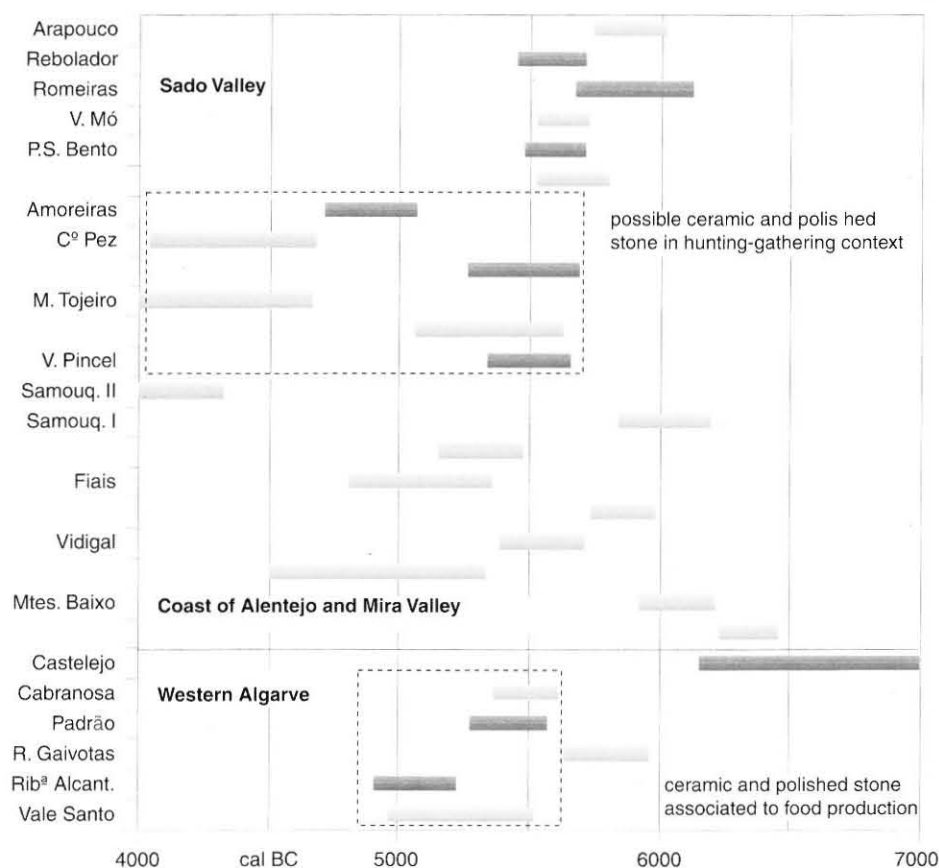 Arapouco
Rebolador
Romeiras
Sado Valley
V. Mó
P.S. Bento
Amoreiras
possible ceramic and polis hed
stone in hunting-gathering context
Cº Pez
M. Tojeiro
V. Pincel
Samouq. II
Samouq. I
Fiais
Vidigal
Mtes. Baixo
Coast of Alentejo and Mira Valley
Castelejo
Cabranosa
Western Algarve
Padrão
R. Gaivotas
Ribª Alcant.
ceramic and polished stone
associated to food production
Vale Santo
4000 cal BC 5000 6000 7000